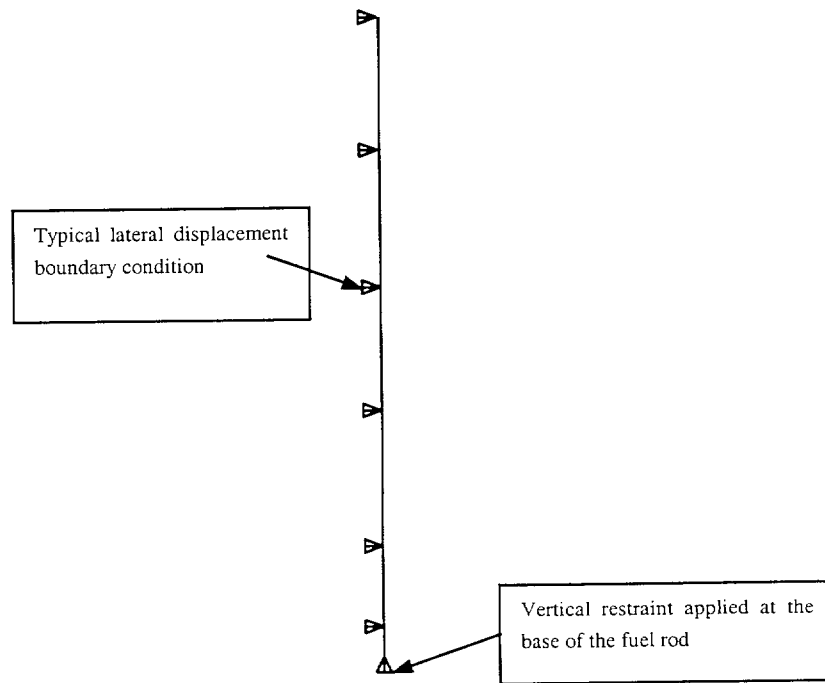 Typical lateral displacement
boundary condition
Vertical restraint applied at the
base of the fuel rod